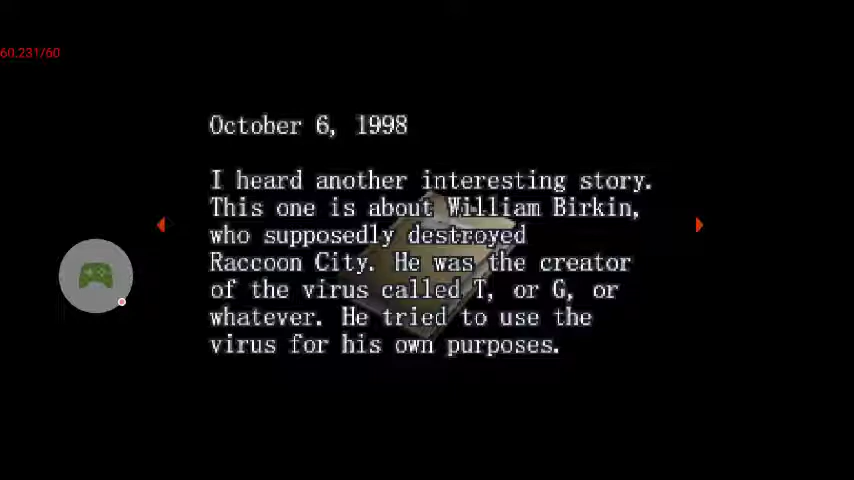 60.231/60
October 6, 1998
I heard another interesting story.
This one is about William Birkin,
who supposedly destroyed
Raccoon City. He was the creator
of the virus called T, or G, or
whatever. He tried to use the
virus for his own purposes.